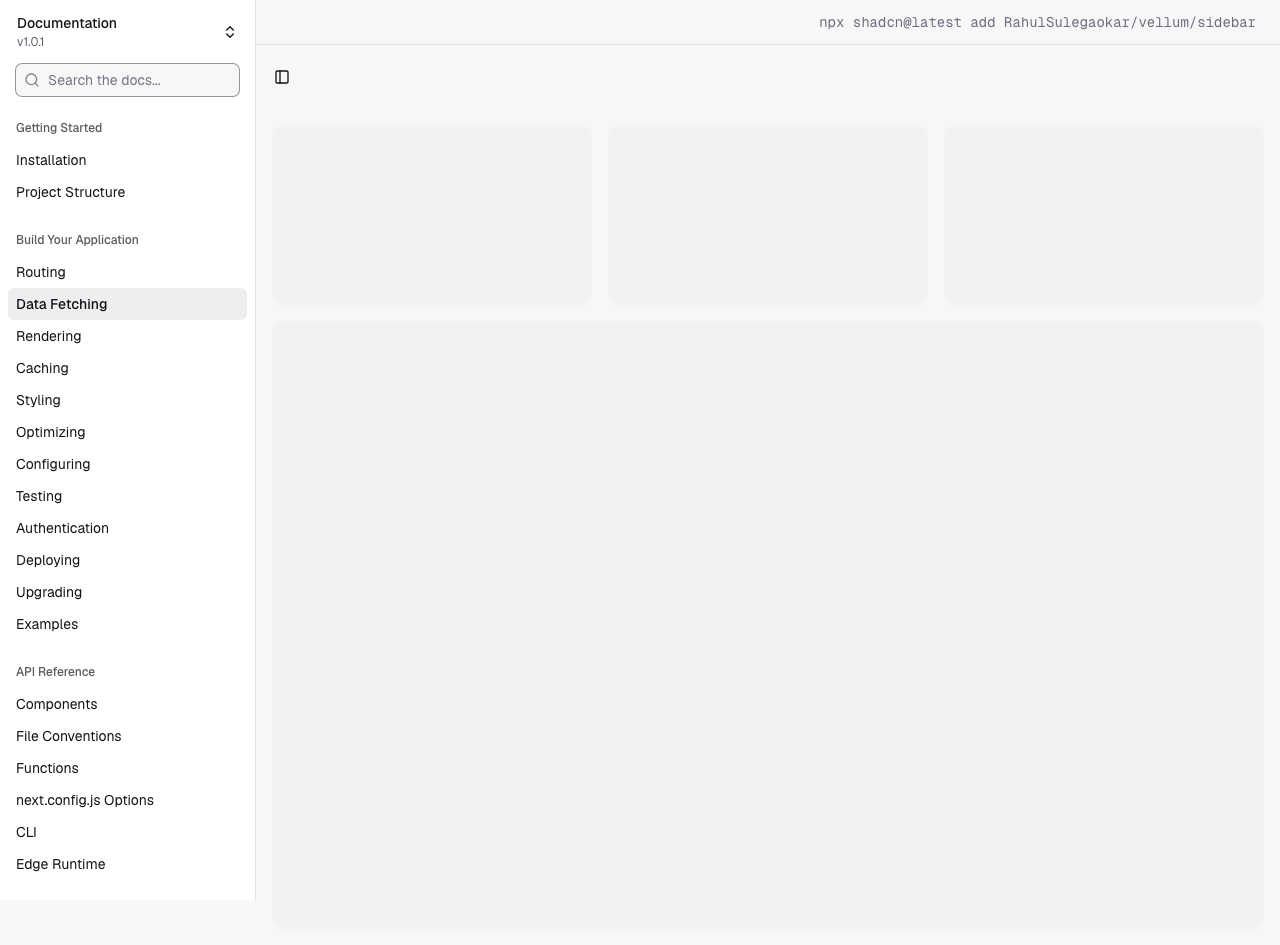 Documentation
v1.0.1
npx shadcn@latest add RahulSulegaokar/vellum/sidebar
Search the docs...
Getting Started
Installation
Project Structure
Build Your Application
Routing
Data Fetching
Rendering
Caching
Styling
Optimizing
Configuring
Testing
Authentication
Deploying
Upgrading
Examples
API Reference
Components
File Conventions
Functions
next.config.js Options
CLI
Edge Runtime